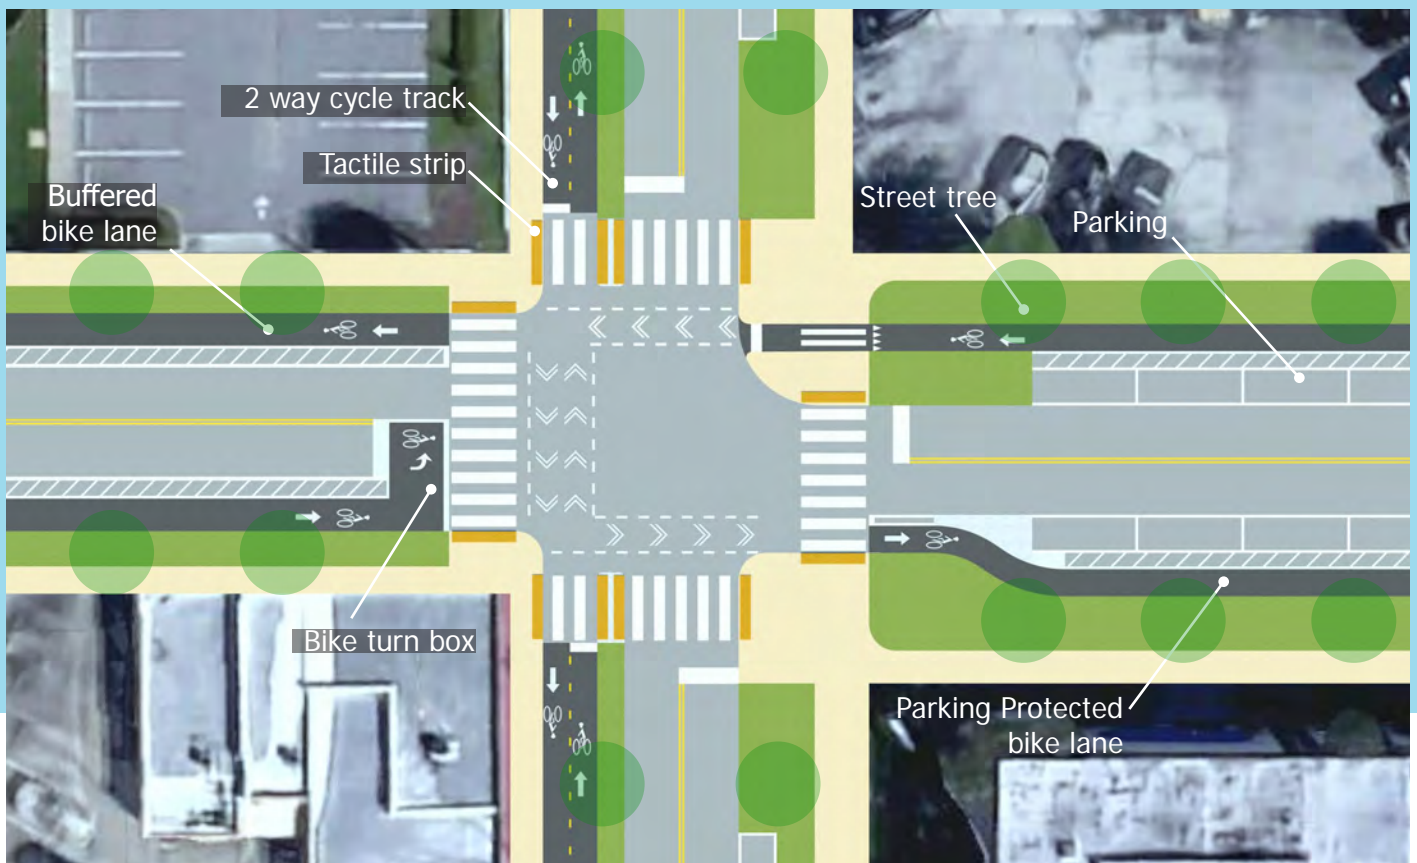 2 way cycle track
Tactile strip
Buffered
bike lane
Street tree
Parking
Bike turn box
Parking Protected
bike lane